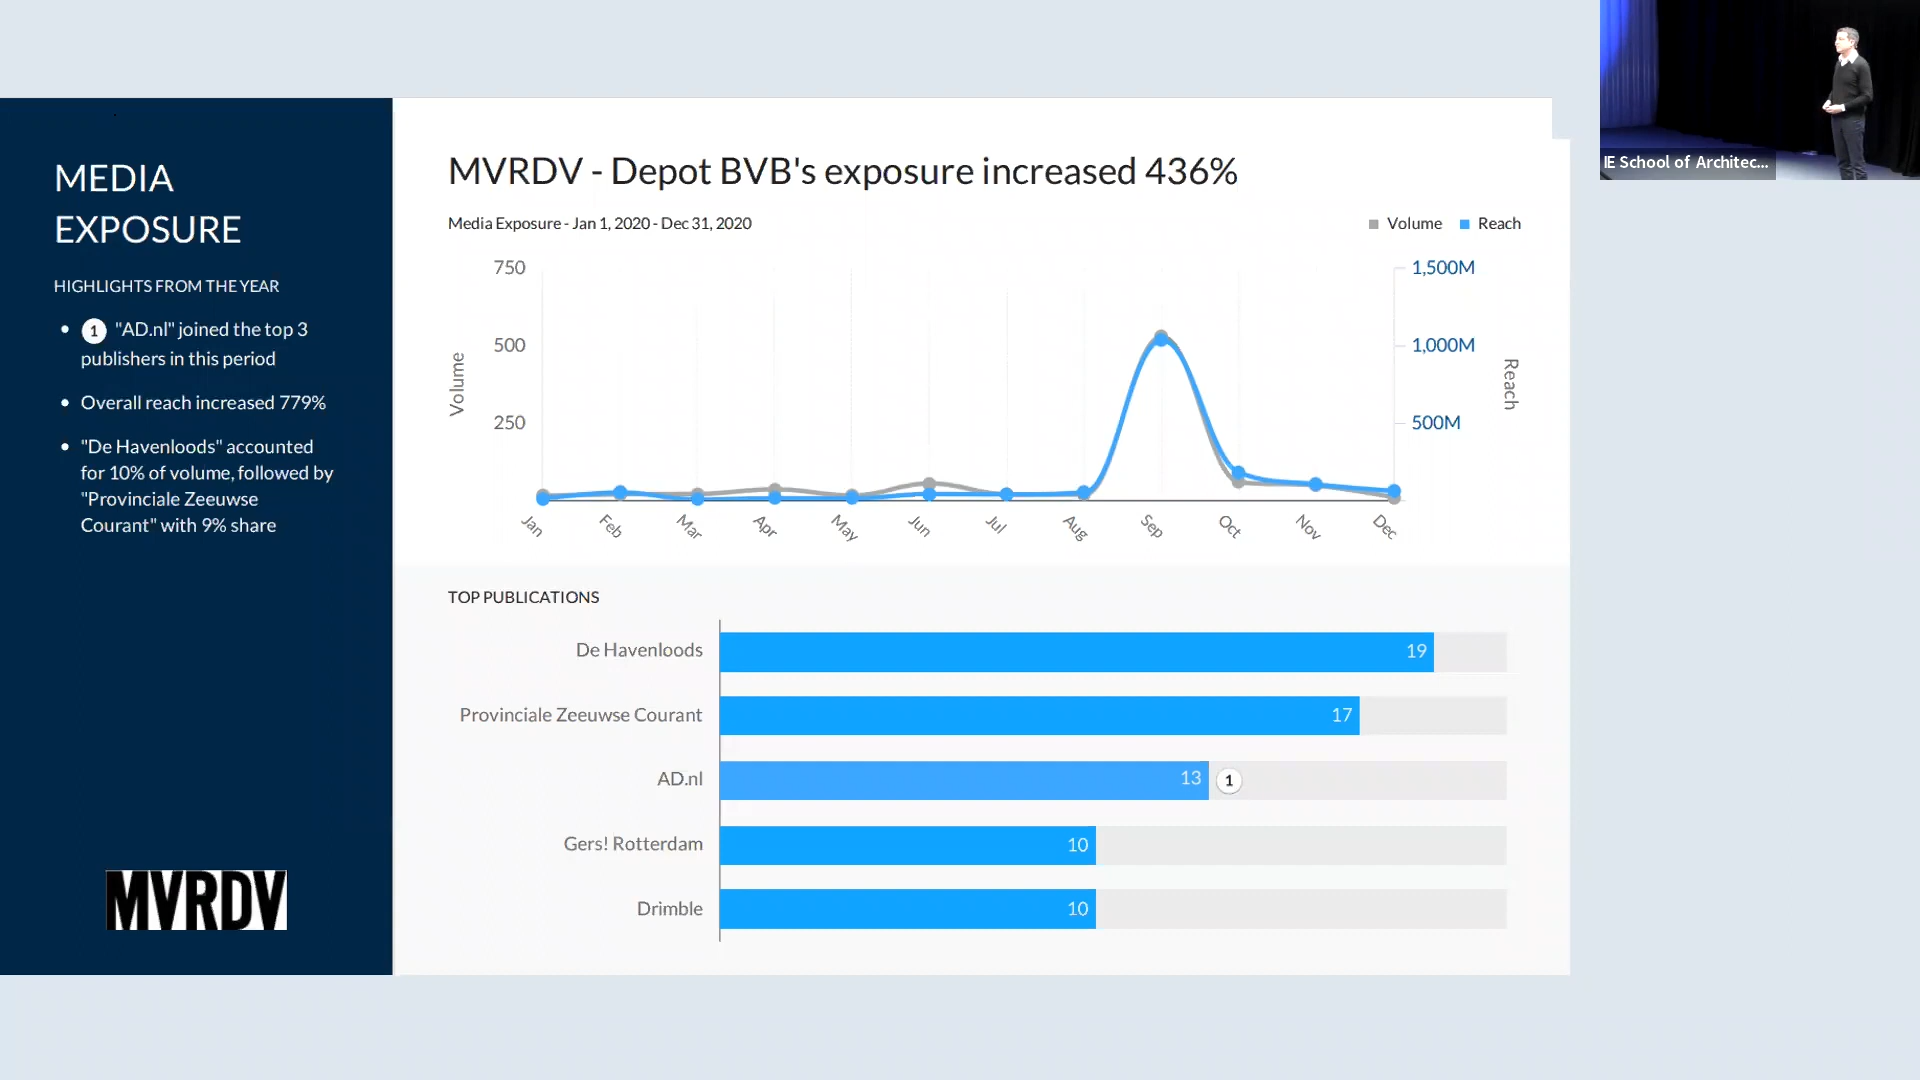 MEDIA
EXPOSURE
HIGHLIGHTS FROM THE YEAR
1 "AD.nl" joined the top 3
publishers in this period
Overall reach increased 779%
"De Havenloods" accounted
for 10% of volume, followed by
"Provinciale Zeeuwse
Courant" with 9% share
MVRDV
MVRDV - Depot BVB's exposure increased 436%
Media Exposure - Jan 1, 2020 - Dec 31, 2020
Volume Reach
750
500
250
Volume
1,500M
1,000M
500M
Reach
Jan Feb Mar Apr May Jun Jul Aug Sep Oct Nov Dec
TOP PUBLICATIONS
De Havenloods 19
Provinciale Zeeuwse Courant 17
AD.nl 13 1
Gers! Rotterdam 10
Drimble 10
IE School of Architec...